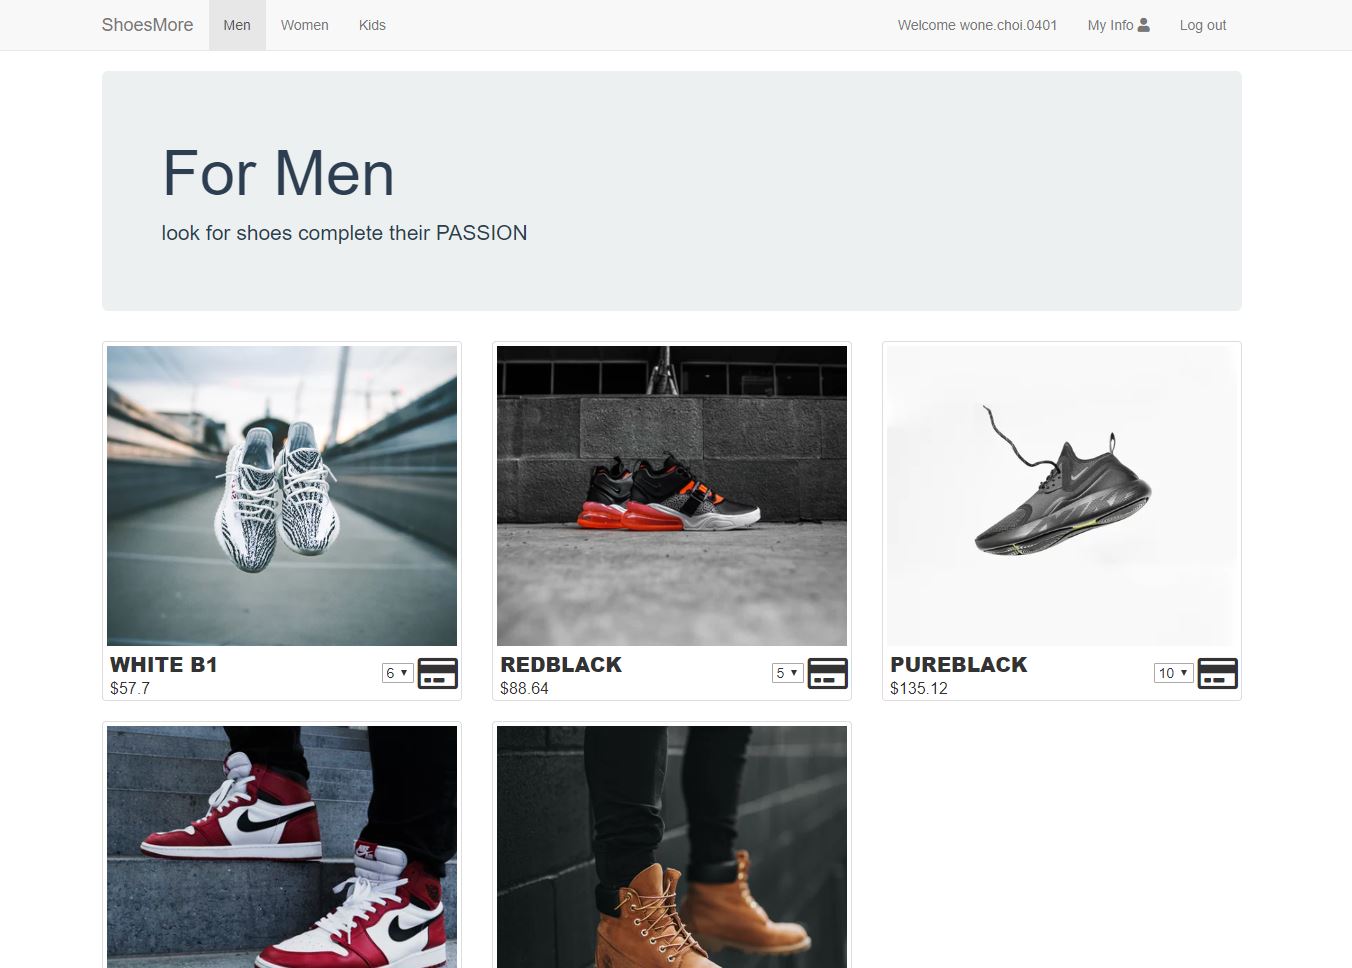 ShoesMore Men Women Kids Welcome wone.choi.0401 My Info Log out
For Men
look for shoes complete their PASSION
WHITE B1
$57.7
6
REDBLACK
$88.64
5
PUREBLACK
$135.12
10